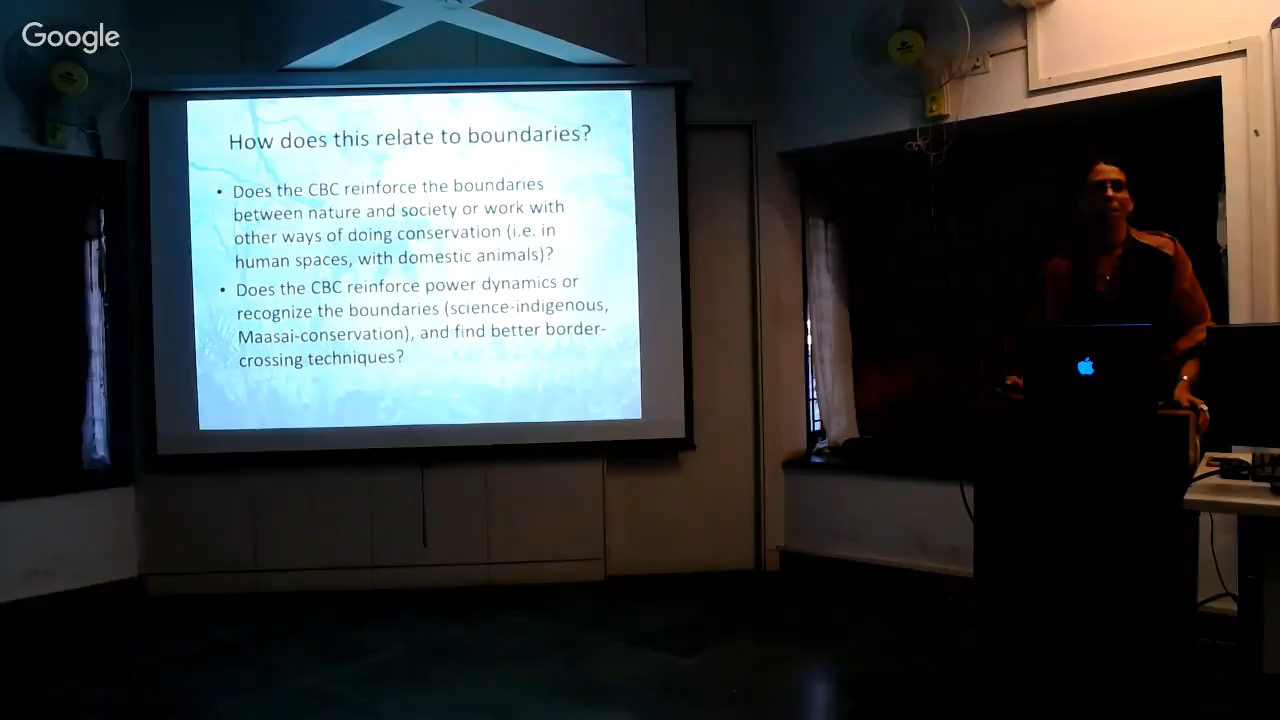 Google
How does this relate to boundaries?
• Does the CBC reinforce the boundaries
between nature and society or work with
other ways of doing conservation (i.e. in
human spaces, with domestic animals)?
• Does the CBC reinforce power dynamics or
recognize the boundaries (science-indigenous,
Maasai-conservation), and find better border-
crossing techniques?